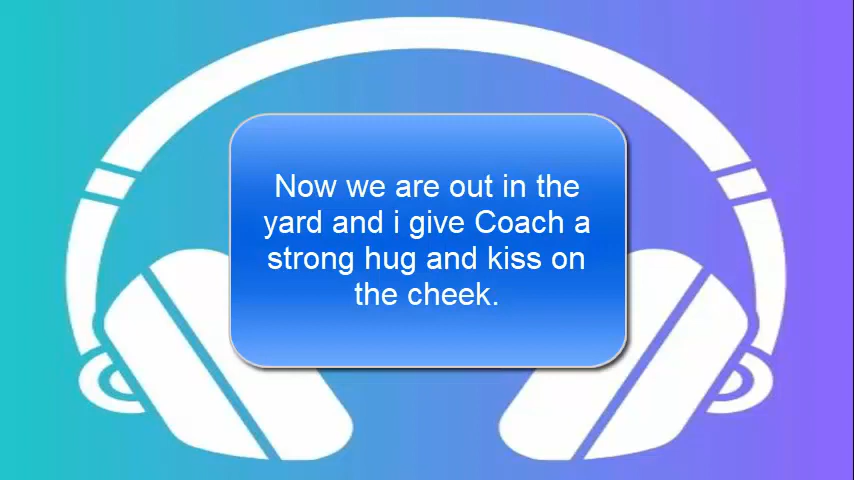 Now we are out in the
yard and i give Coach a
strong hug and kiss on
the cheek.